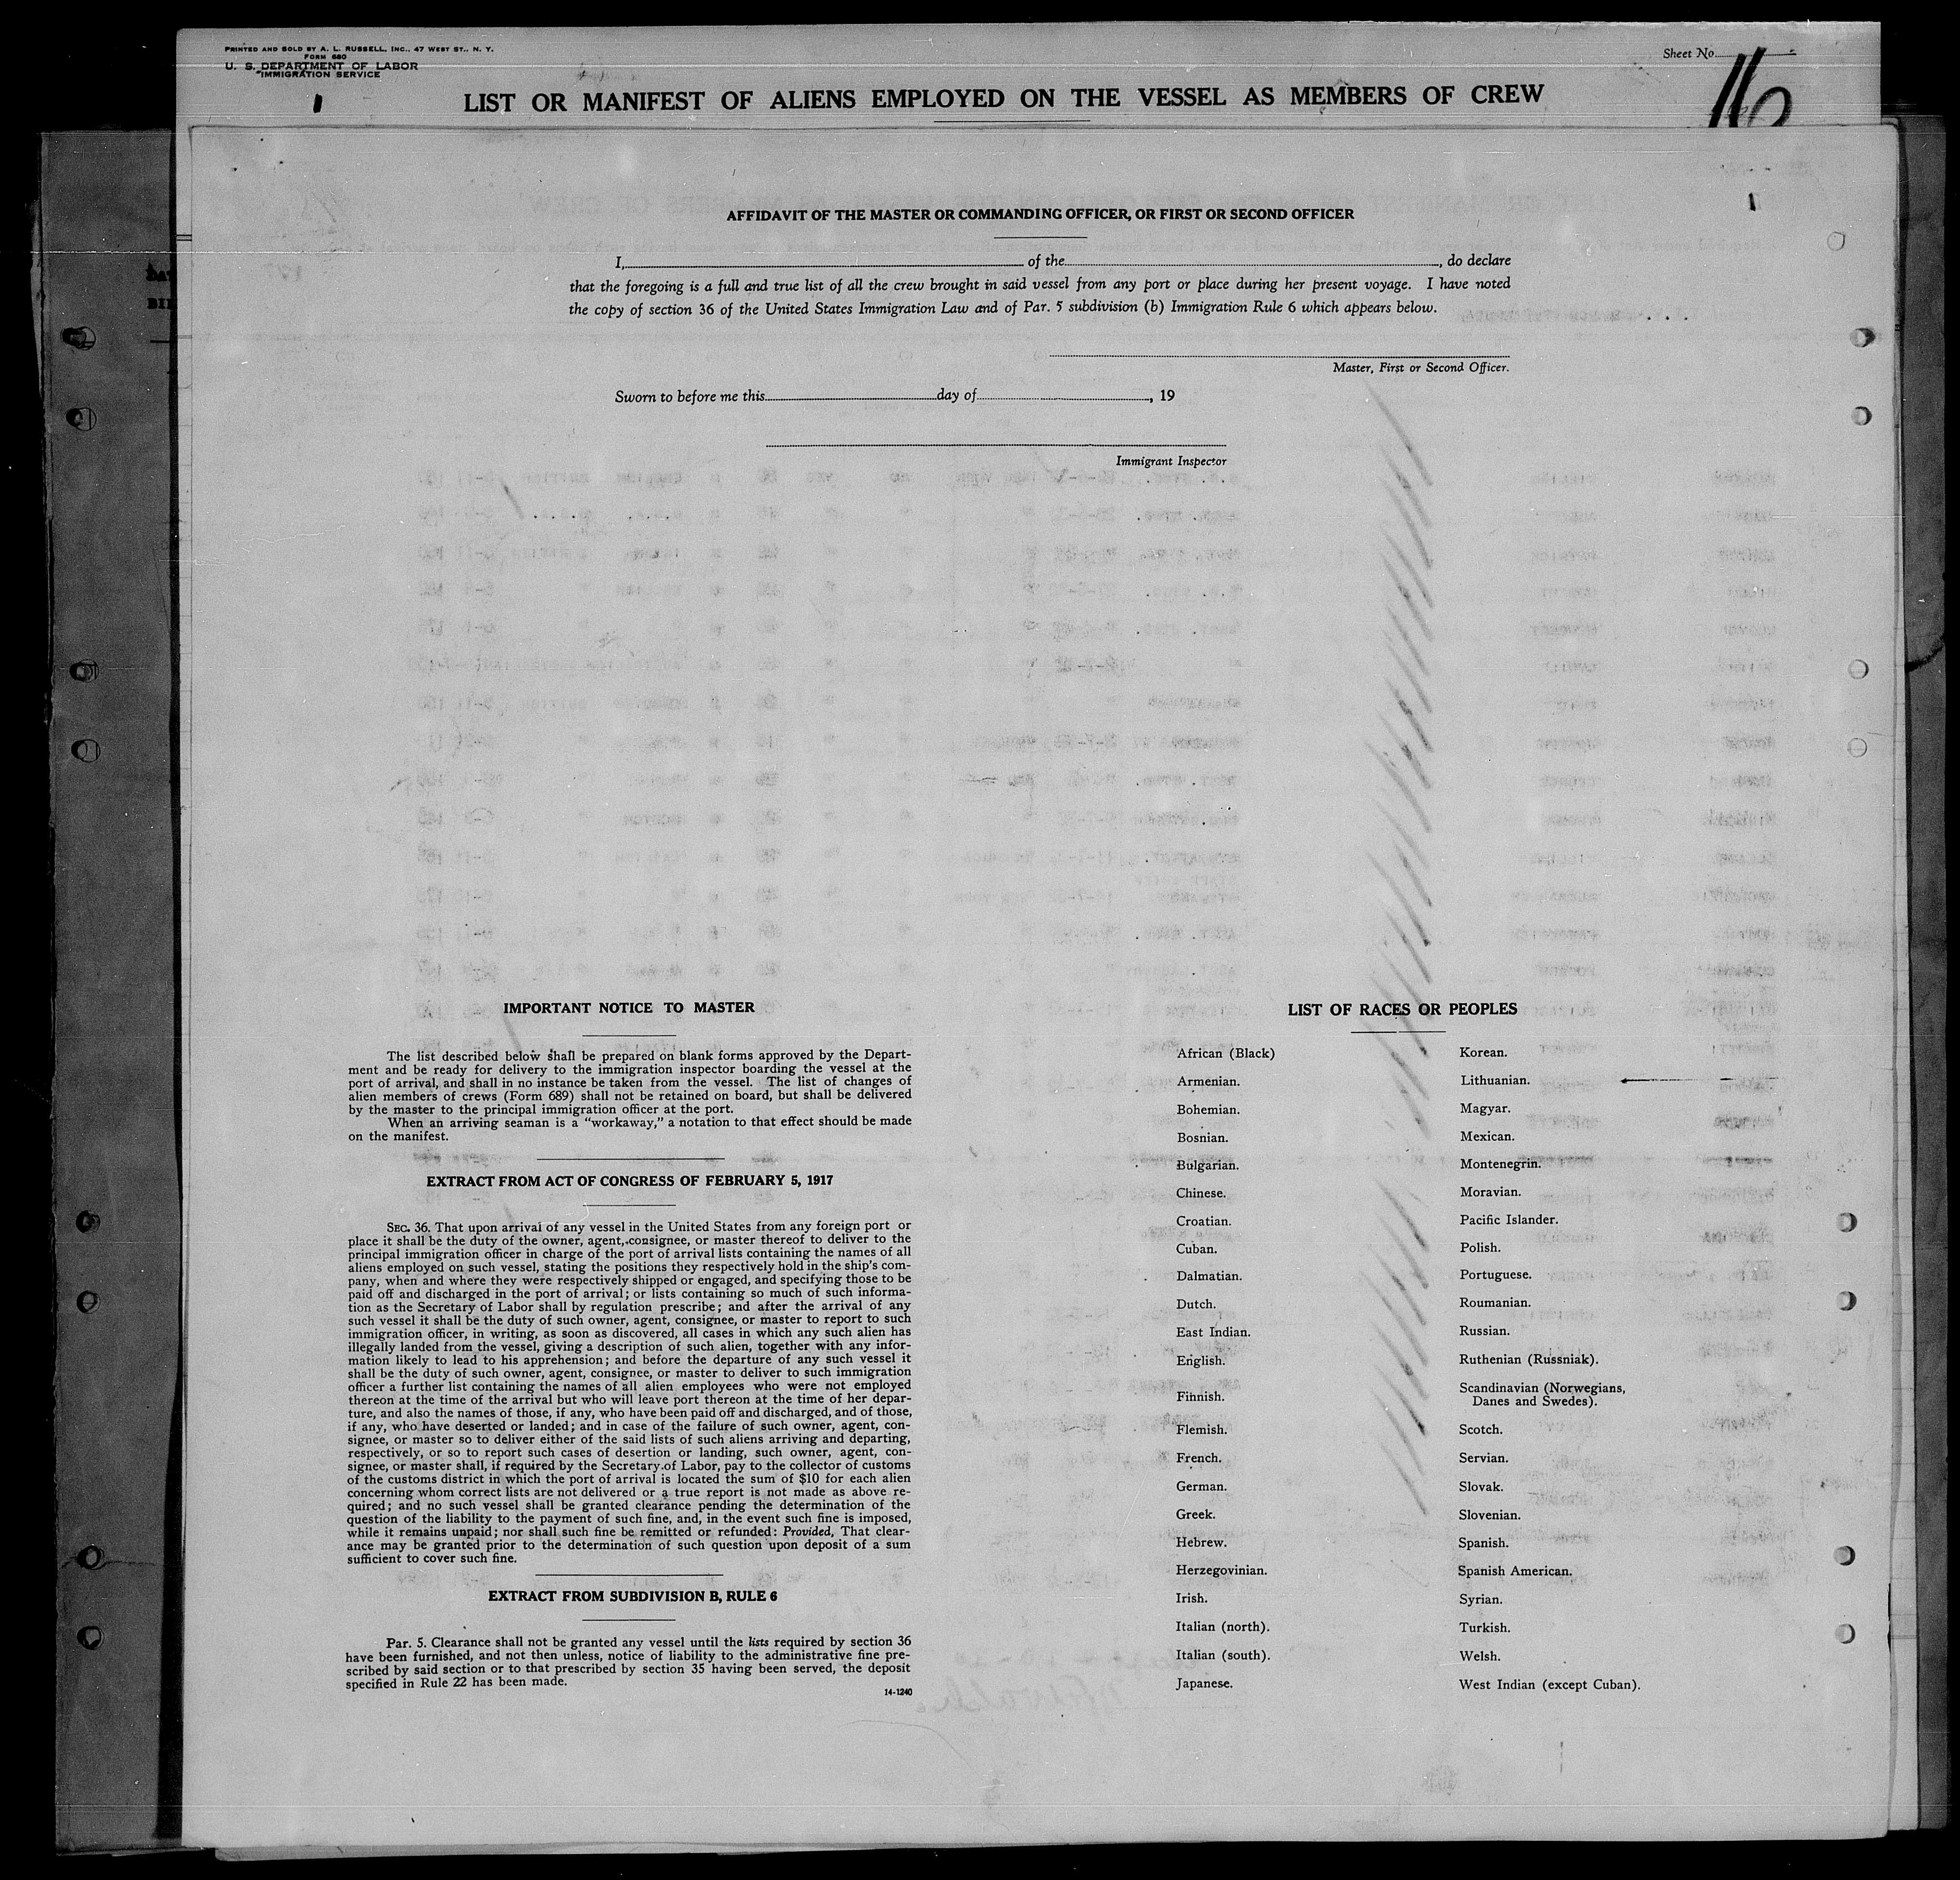 PRINTED AND SOLD BY A. L. RUSSELL, INC., 47 WEST ST., N. Y.
FORM 680
U. S. DEPARTMENT OF LABOR
IMMIGRATION SERVICE
Sheet No.
LIST OR MANIFEST OF ALIENS EMPLOYED ON THE VESSEL AS MEMBERS OF CREW
116
AFFIDAVIT OF THE MASTER OR COMMANDING OFFICER, OR FIRST OR SECOND OFFICER
I, of the , do declare
that the foregoing is a full and true list of all the crew brought in said vessel from any port or place during her present voyage. I have noted
the copy of section 36 of the United States Immigration Law and of Par. 5 subdivision (b) Immigration Rule 6 which appears below.
Master, First or Second Officer.
Sworn to before me this day of , 19
Immigrant Inspector
IMPORTANT NOTICE TO MASTER
The list described below shall be prepared on blank forms approved by the Depart-
ment and be ready for delivery to the immigration inspector boarding the vessel at the
port of arrival, and shall in no instance be taken from the vessel. The list of changes of
alien members of crews (Form 689) shall not be retained on board, but shall be delivered
by the master to the principal immigration officer at the port.
When an arriving seaman is a "workaway," a notation to that effect should be made
on the manifest.
EXTRACT FROM ACT OF CONGRESS OF FEBRUARY 5, 1917
SEC. 36. That upon arrival of any vessel in the United States from any foreign port or
place it shall be the duty of the owner, agent, consignee, or master thereof to deliver to the
principal immigration officer in charge of the port of arrival lists containing the names of all
aliens employed on such vessel, stating the positions they respectively hold in the ship's com-
pany, when and where they were respectively shipped or engaged, and specifying those to be
paid off and discharged in the port of arrival; or lists containing so much of such informa-
tion as the Secretary of Labor shall by regulation prescribe; and after the arrival of any
such vessel it shall be the duty of such owner, agent, consignee, or master to report to such
immigration officer, in writing, as soon as discovered, all cases in which any such alien has
illegally landed from the vessel, giving a description of such alien, together with any infor-
mation likely to lead to his apprehension; and before the departure of any such vessel it
shall be the duty of such owner, agent, consignee, or master to deliver to such immigration
officer a further list containing the names of all alien employees who were not employed
thereon at the time of the arrival but who will leave port thereon at the time of her depar-
ture, and also the names of those, if any, who have been paid off and discharged, and of those,
if any, who have deserted or landed; and in case of the failure of such owner, agent, con-
signee, or master so to deliver either of the said lists of such aliens arriving and departing,
respectively, or so to report such cases of desertion or landing, such owner, agent, con-
signee, or master shall, if required by the Secretary of Labor, pay to the collector of customs
of the customs district in which the port of arrival is located the sum of $10 for each alien
concerning whom correct lists are not delivered or a true report is not made as above re-
quired; and no such vessel shall be granted clearance pending the determination of the
question of the liability to the payment of such fine, and, in the event such fine is imposed,
while it remains unpaid; nor shall such fine be remitted or refunded: Provided, That clear-
ance may be granted prior to the determination of such question upon deposit of a sum
sufficient to cover such fine.
EXTRACT FROM SUBDIVISION B, RULE 6
Par. 5. Clearance shall not be granted any vessel until the lists required by section 36
have been furnished, and not then unless, notice of liability to the administrative fine pre-
scribed by said section or to that prescribed by section 35 having been served, the deposit
specified in Rule 22 has been made.
14-1240
LIST OF RACES OR PEOPLES
African (Black)
Armenian.
Bohemian.
Bosnian.
Bulgarian.
Chinese.
Croatian.
Cuban.
Dalmatian.
Dutch.
East Indian.
English.
Finnish.
Flemish.
French.
German.
Greek.
Hebrew.
Herzegovinian.
Irish.
Italian (north).
Italian (south).
Japanese.
Korean.
Lithuanian.
Magyar.
Mexican.
Montenegrin.
Moravian.
Pacific Islander.
Polish.
Portuguese.
Roumanian.
Russian.
Ruthenian (Russniak).
Scandinavian (Norwegians,
Danes and Swedes).
Scotch.
Servian.
Slovak.
Slovenian.
Spanish.
Spanish American.
Syrian.
Turkish.
Welsh.
West Indian (except Cuban).